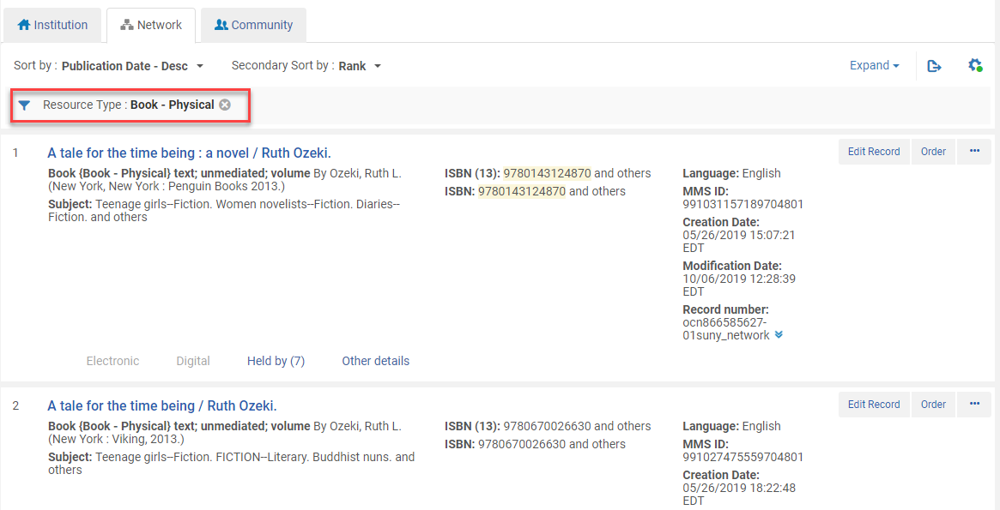 Institution Network Community
Sort by : Publication Date - Desc Secondary Sort by : Rank Expand
Resource Type : Book - Physical
1 A tale for the time being : a novel / Ruth Ozeki. Edit Record Order ...
Book {Book - Physical} text; unmediated; volume By Ozeki, Ruth L.
(New York, New York : Penguin Books 2013.)
Subject: Teenage girls--Fiction. Women novelists--Fiction. Diaries--
Fiction. and others
ISBN (13): 9780143124870 and others
ISBN: 9780143124870 and others
Language: English
MMS ID:
991031157189704801
Creation Date:
05/26/2019 15:07:21
EDT
Modification Date:
10/06/2019 12:28:39
EDT
Record number:
ocn866585627-
01suny_network
Electronic Digital Held by (7) Other details
2 A tale for the time being / Ruth Ozeki. Edit Record Order ...
Book {Book - Physical} text; unmediated; volume By Ozeki, Ruth L.
(New York : Viking, 2013.)
Subject: Teenage girls--Fiction. FICTION--Literary. Buddhist nuns. and
others
ISBN (13): 9780670026630 and others
ISBN: 9780670026630 and others
Language: English
MMS ID:
991027475559704801
Creation Date:
05/26/2019 18:22:48
EDT